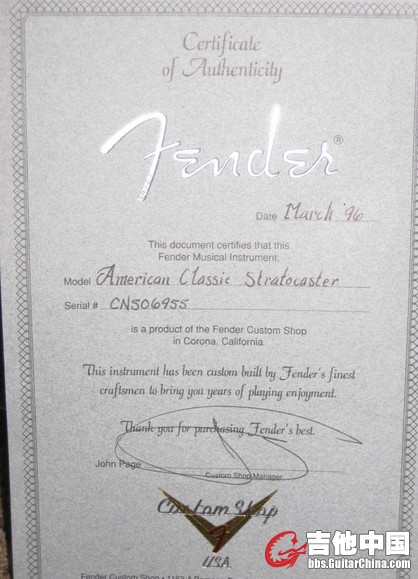 Certificate
of Authenticity
Fender®
Date March '96
This document certifies that this
Fender Musical Instrument,
Model American Classic Stratocaster
Serial # CN506955
is a product of the Fender Custom Shop
in Corona, California
This instrument has been custom built by Fender's finest
craftsmen to bring you years of playing enjoyment.
Thank you for purchasing Fender's best.
John Page
Custom Shop Manager
Custom Shop
USA
Fender Custom Shop •
吉他中国
bbs.GuitarChina.com